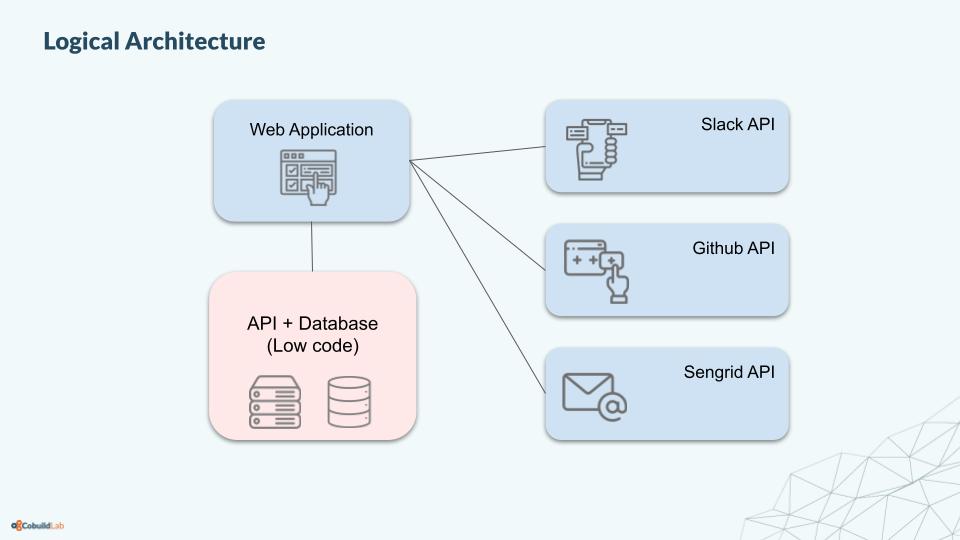 Logical Architecture
Web Application
Slack API
Github API
API + Database
(Low code)
Sengrid API
CobuildLab